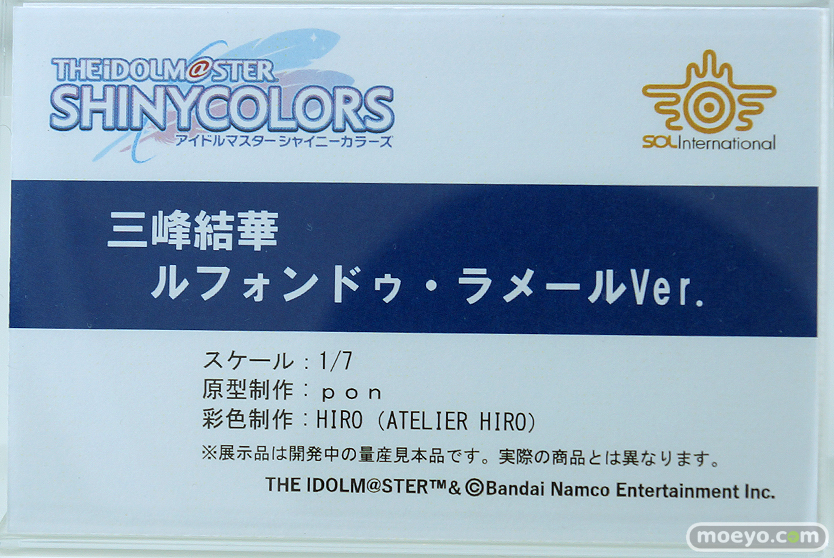 THE iDOLM@STER
SHINYCOLORS
アイドルマスター シャイニーカラーズ
SOL International
三峰結華
ルフォンドゥ・ラメールVer.
スケール：1/7
原型制作：ｐｏｎ
彩色制作：HIRO (ATELIER HIRO)
※展示品は開発中の量産見本品です。実際の商品とは異なります。
THE IDOLM@STER™& ©Bandai Namco Entertainment Inc.
moeyo.com